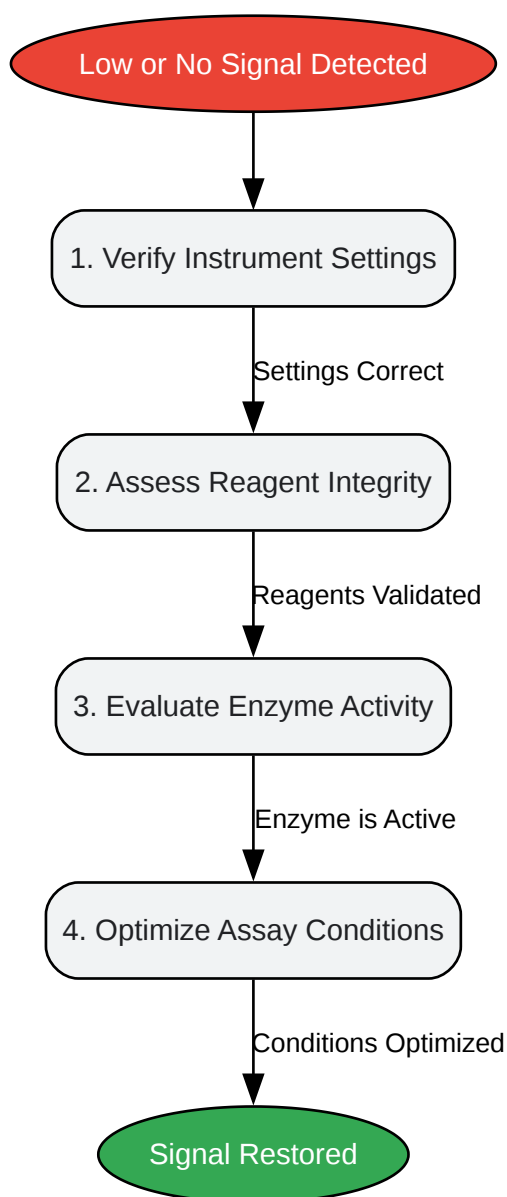 Low or No Signal Detected
1. Verify Instrument Settings
Settings Correct
2. Assess Reagent Integrity
Reagents Validated
3. Evaluate Enzyme Activity
Enzyme is Active
4. Optimize Assay Conditions
Conditions Optimized
Signal Restored